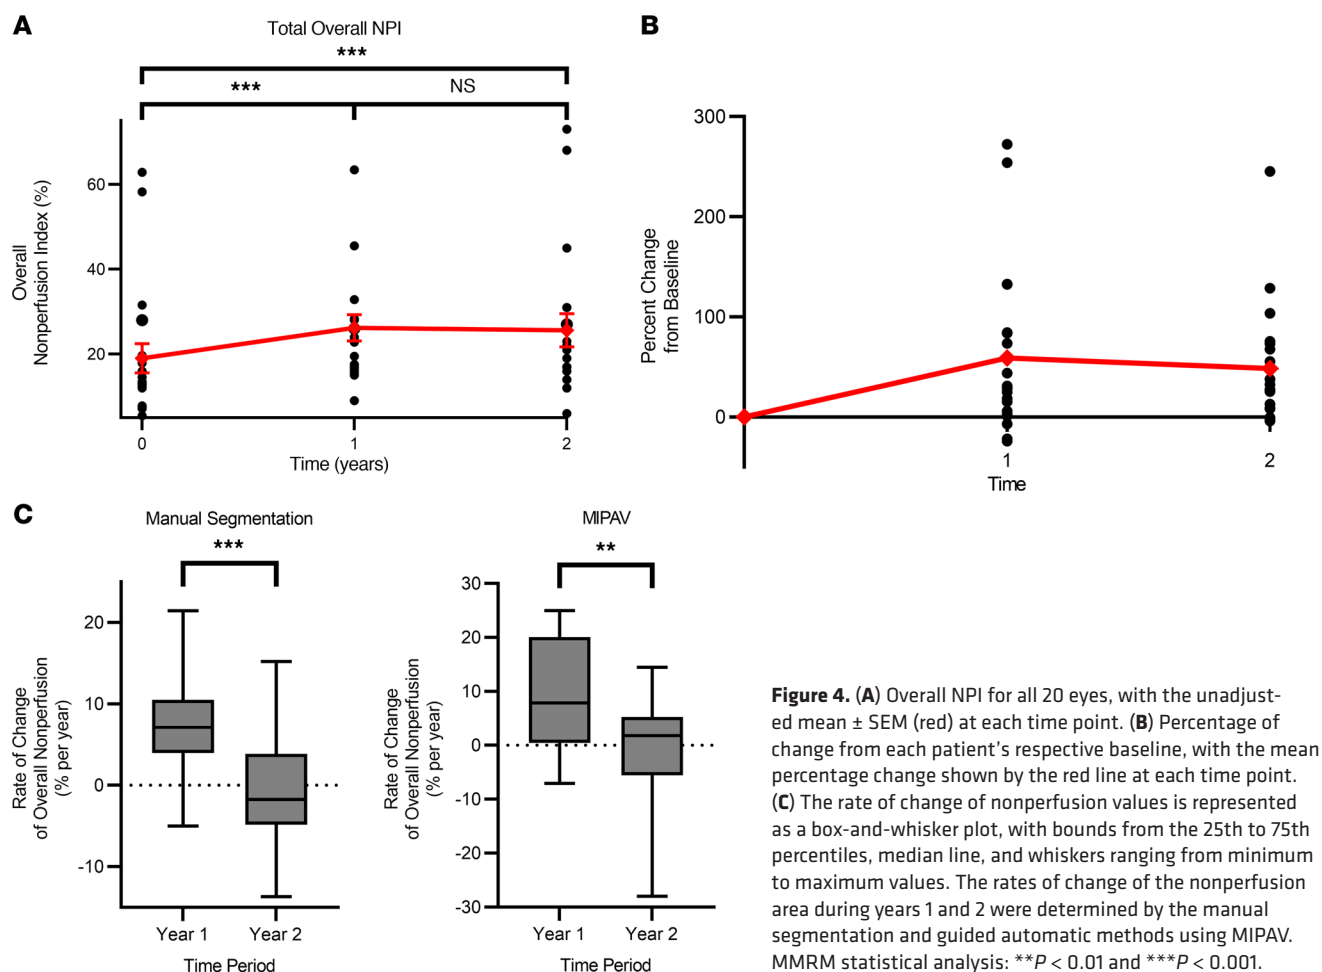 A
Total Overall NPI
***
***
NS
Overall
Nonperfusion Index (%)
60
40
20
0
1
2
Time (years)
B
Percent Change
from Baseline
300
200
100
0
1
2
Time
C
Manual Segmentation
***
Rate of Change
of Overall Nonperfusion
(% per year)
20
10
0
-10
Year 1
Year 2
Time Period
MIPAV
**
Rate of Change
of Overall Nonperfusion
(% per year)
30
20
10
0
-10
-20
-30
Year 1
Year 2
Time Period
Figure 4. (A) Overall NPI for all 20 eyes, with the unadjust-
ed mean ± SEM (red) at each time point. (B) Percentage of
change from each patient's respective baseline, with the mean
percentage change shown by the red line at each time point.
(C) The rate of change of nonperfusion values is represented
as a box-and-whisker plot, with bounds from the 25th to 75th
percentiles, median line, and whiskers ranging from minimum
to maximum values. The rates of change of the nonperfusion
area during years 1 and 2 were determined by the manual
segmentation and guided automatic methods using MIPAV.
MMRM statistical analysis: **P < 0.01 and ***P < 0.001.